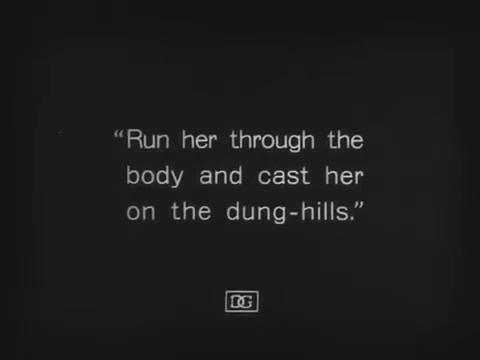 “Run her through the
body and cast her
on the dung-hills.”
DG